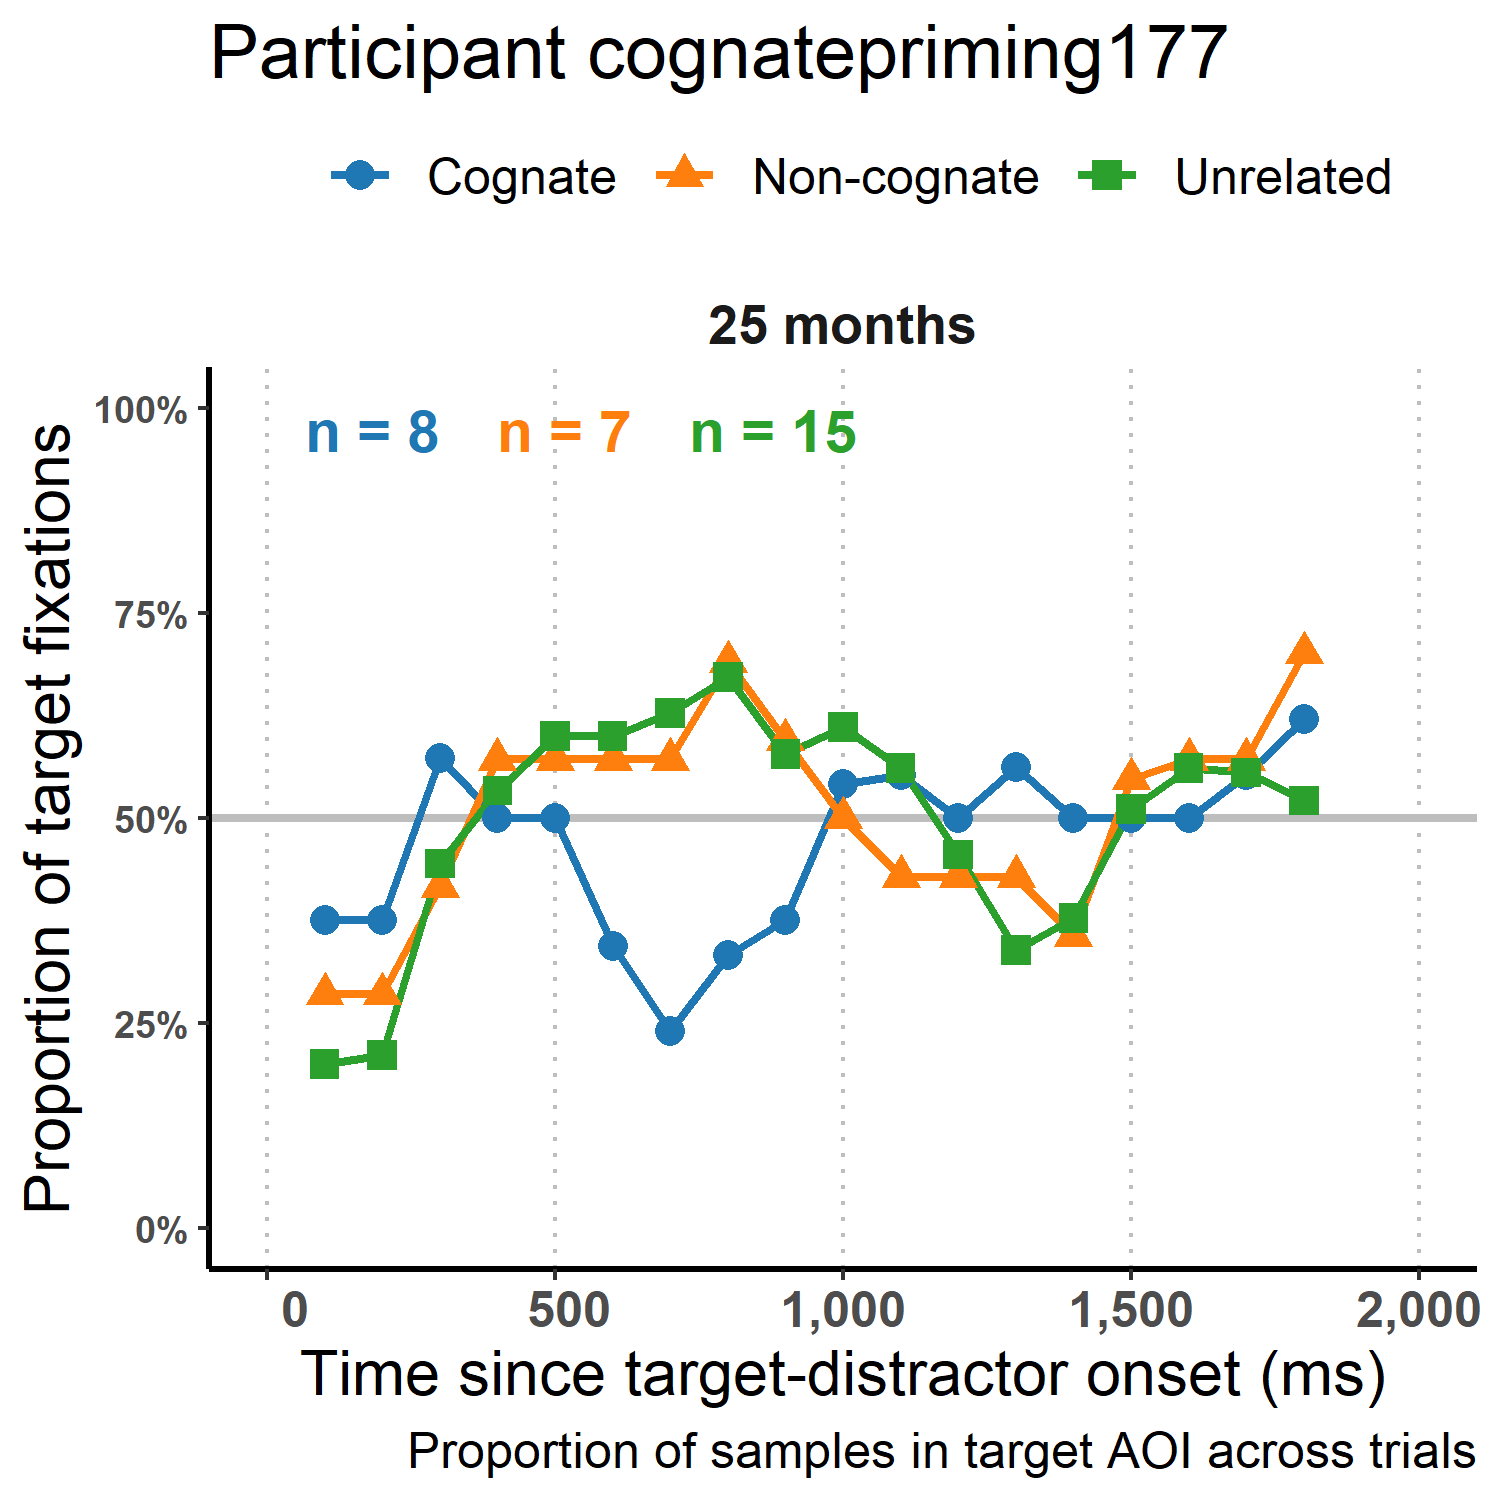 Participant cognatepriming177
Cognate Non-cognate Unrelated
25 months
n = 8 n = 7 n = 15
100%
75%
50%
25%
0%
Proportion of target fixations
0 500 1,000 1,500 2,000
Time since target-distractor onset (ms)
Proportion of samples in target AOI across trials